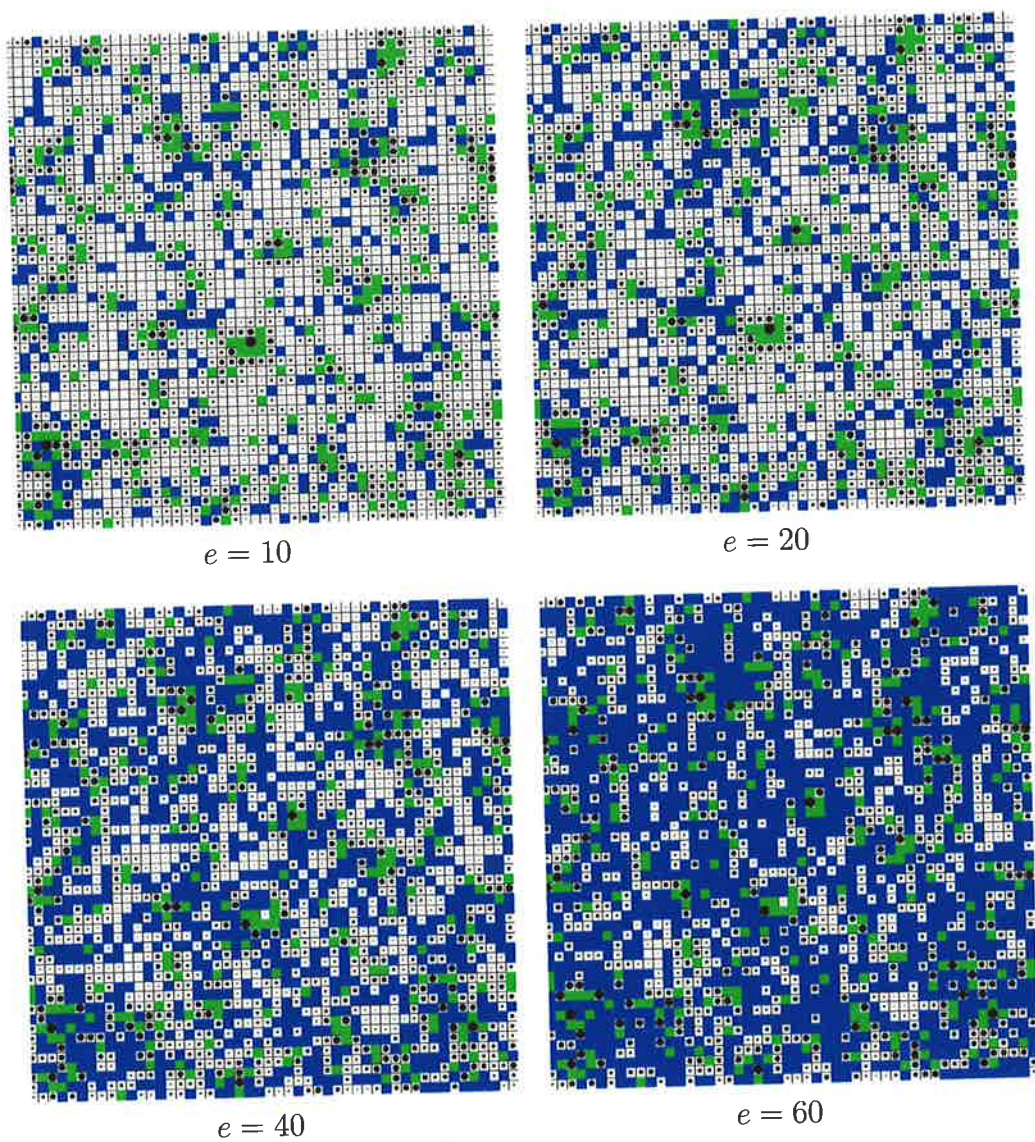 e = 10
e = 20
e = 40
e = 60